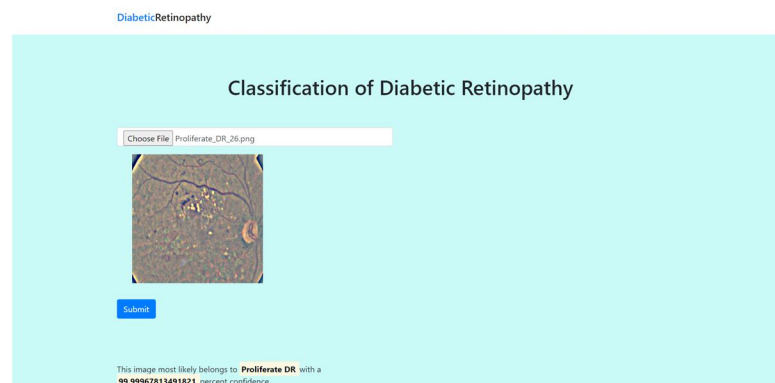 DiabeticRetinopathy
Classification of Diabetic Retinopathy
Choose File Proliferate_DR_26.png
Submit
This image most likely belongs to Proliferate DR with a
99.99967813491821 percent confidence